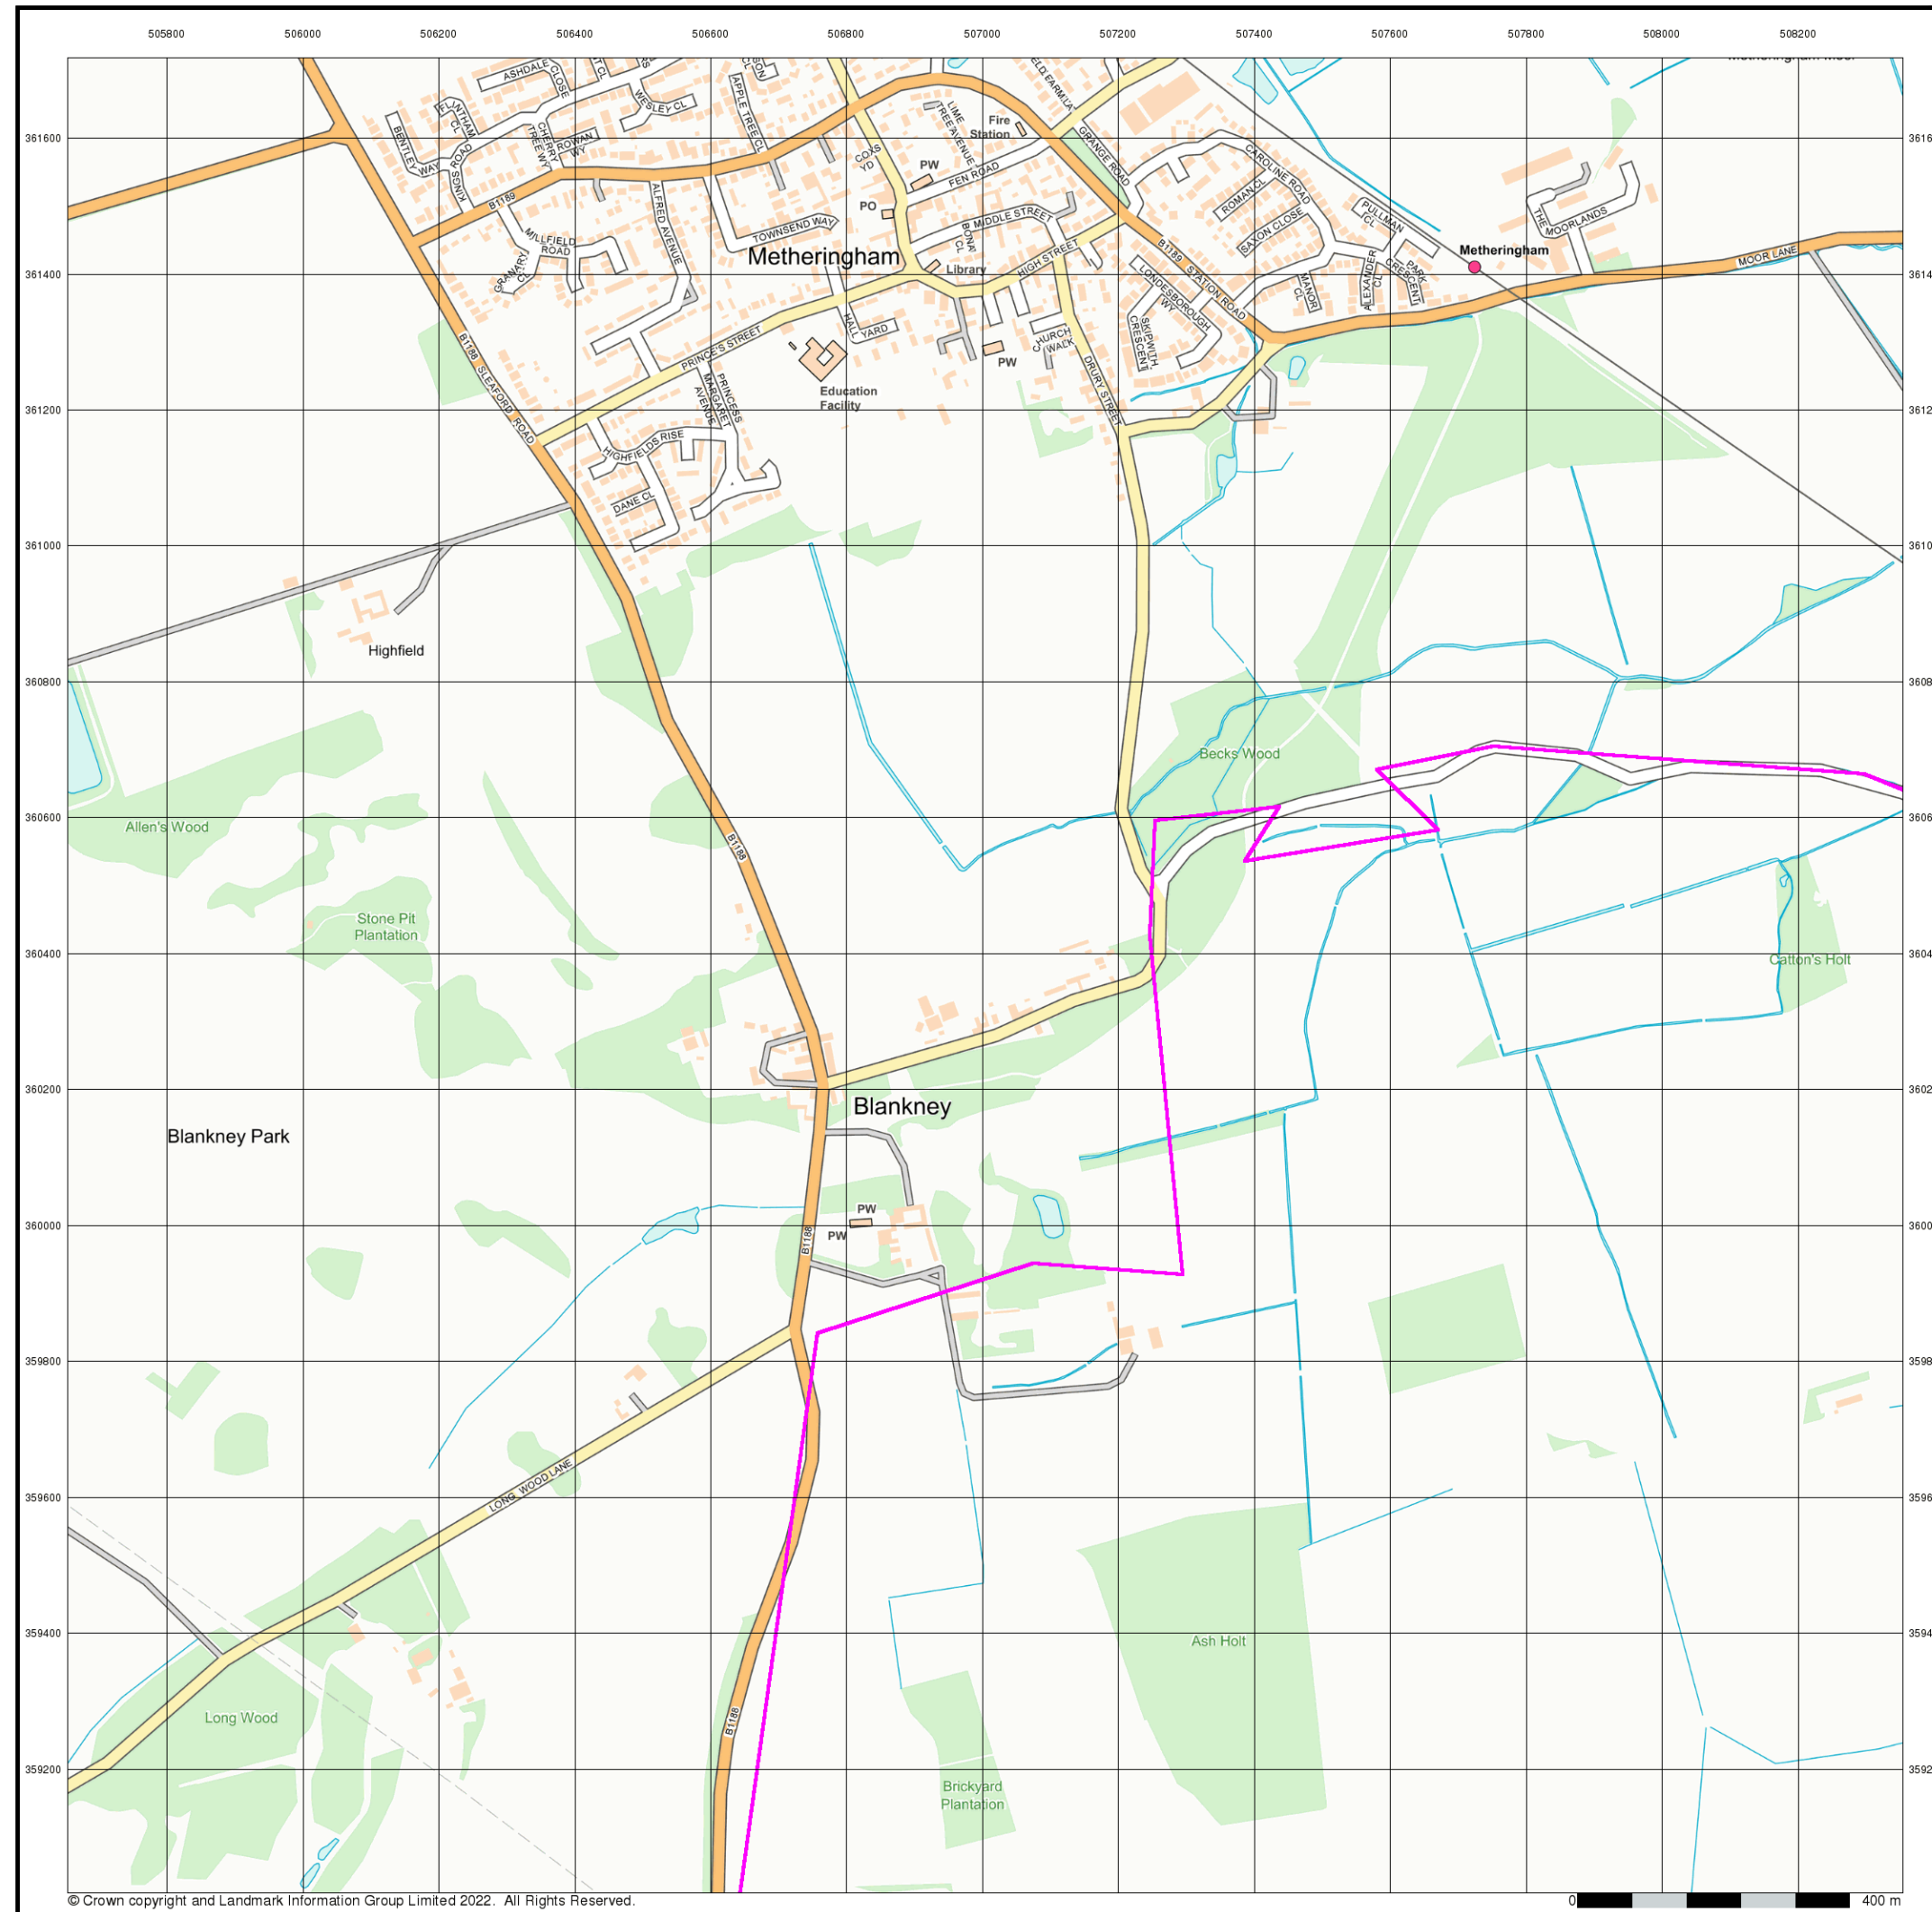 505800 506000 506200 506400 506600 506800 507000 507200 507400 507600 507800 508000 508200
361600
361400
361200
361000
360800
360600
360400
360200
360000
359800
359600
359400
359200
ASHDALE
CLOSE
WESLEY CL
APPLE TREE CL
LIME
TREE AVENUE
Fire
Station
BENTLEY
WAY
KINGS ROAD
CHERRY
TREE WY
ROWAN
WY
COXS
YD
PW
FEN ROAD
GRANGE ROAD
CAROLINE ROAD
ROMAN CL
SAXON CLOSE
PULLMAN
CL
THE
MOORLANDS
B1189
ALFRED AVENUE
PO
MIDDLE STREET
TOWNSEND WAY
MILLFIELD
ROAD
GRANARY
CL
Metheringham
Library
HIGH STREET
B1189
STATION ROAD
LONDESBOROUGH
WY
MANOR
CL
ALEXANDER
CL
PARK
CRESCENT
Metheringham
MOOR LANE
B1188
SLEAFORD ROAD
PRINCE'S STREET
HALL
YARD
CHURCH
WALK
PW
SKIPWITH
CRESCENT
DRURY STREET
Education
Facility
PRINCESS
MARGARET
AVENUE
HIGHFIELDS RISE
DANE CL
Highfield
Becks Wood
Allen's Wood
B1188
Stone Pit
Plantation
Catton's Holt
Blankney
Blankney Park
PW
PW
B1188
LONG WOOD LANE
Ash Holt
Long Wood
B1188
Brickyard
Plantation
© Crown copyright and Landmark Information Group Limited 2022. All Rights Reserved.
0 400 m